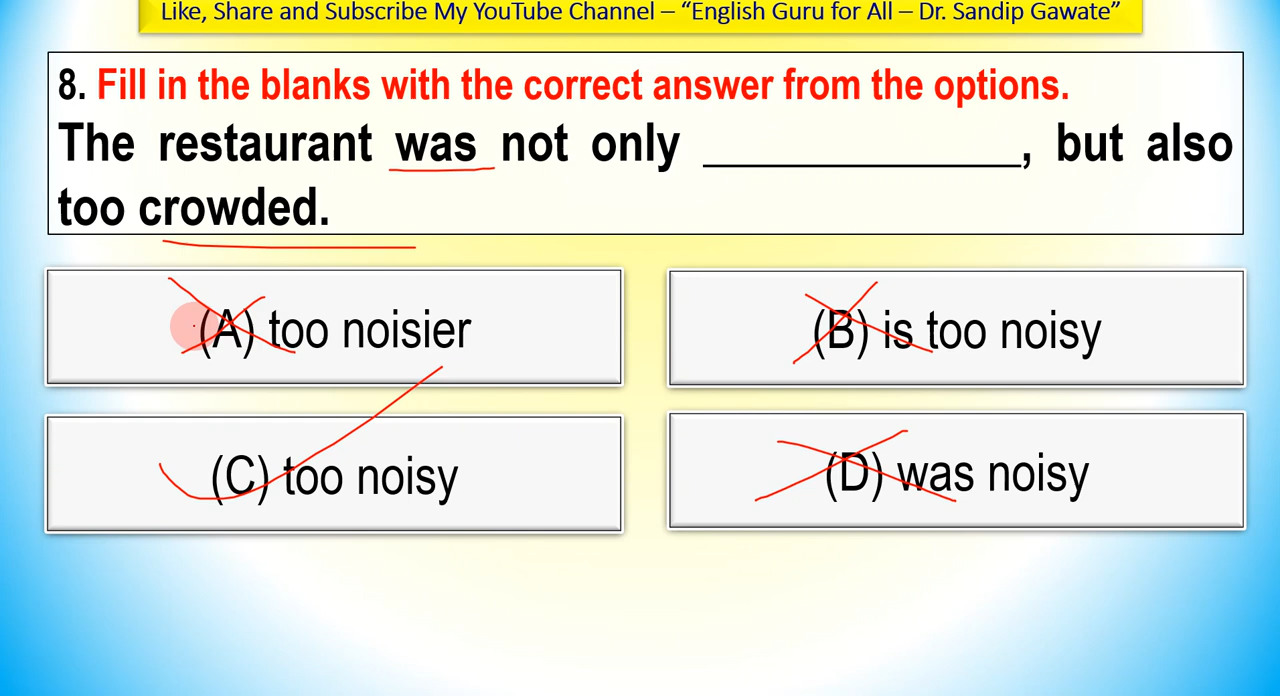 Like, Share and Subscribe My YouTube Channel – “English Guru for All – Dr. Sandip Gawate”
8. Fill in the blanks with the correct answer from the options.
The restaurant was not only ______________, but also
too crowded.
(A) too noisier
(B) is too noisy
(C) too noisy
(D) was noisy